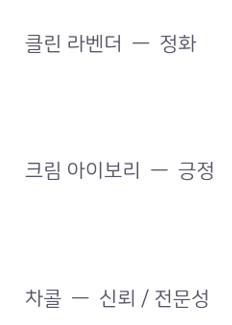 클린 라벤더 — 정화
크림 아이보리 — 긍정
차콜 — 신뢰 / 전문성